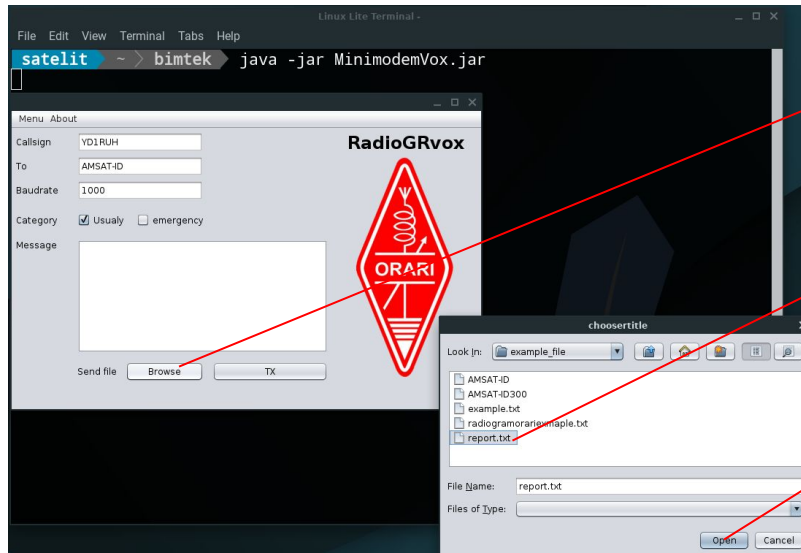 Linux Lite Terminal -
File Edit View Terminal Tabs Help
satelit ~ bimtek java -jar MinimodemVox.jar
Menu About
Callsign YD1RUH
RadioGRvox
To AMSAT-ID
Baudrate 1000
Category Usualy emergency
Message
ORARI
Send file Browse TX
choosertitle
Look In: example_file
AMSAT-ID
AMSAT-ID300
example.txt
radiogramorariexmaple.txt
report.txt
File Name: report.txt
Files of Type:
Open Cancel